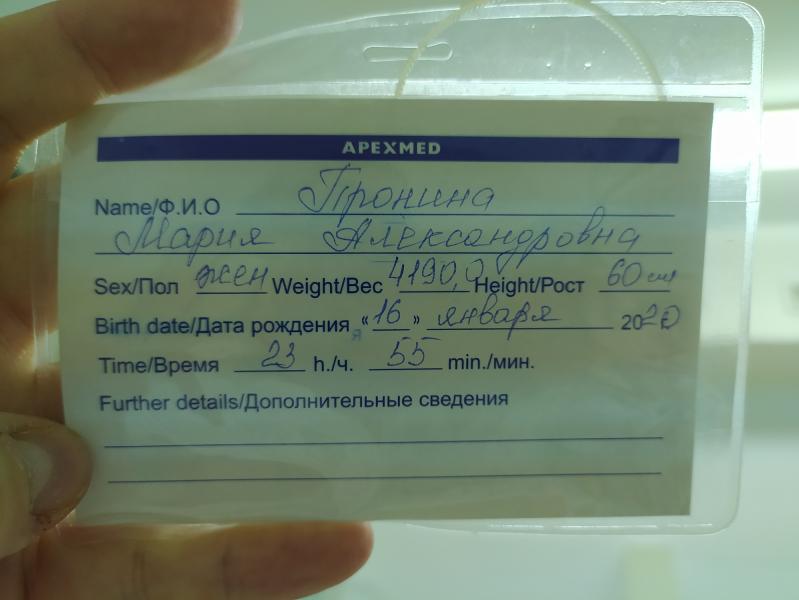 APEXMED
Name/Ф.И.О Пронина
Мария Александровна
Sex/Пол жен Weight/Вес 4190,0 Height/Рост 60 см
Birth date/Дата рождения «16» января 2020
Time/Время 23 h./ч. 55 min./мин.
Further details/Дополнительные сведения